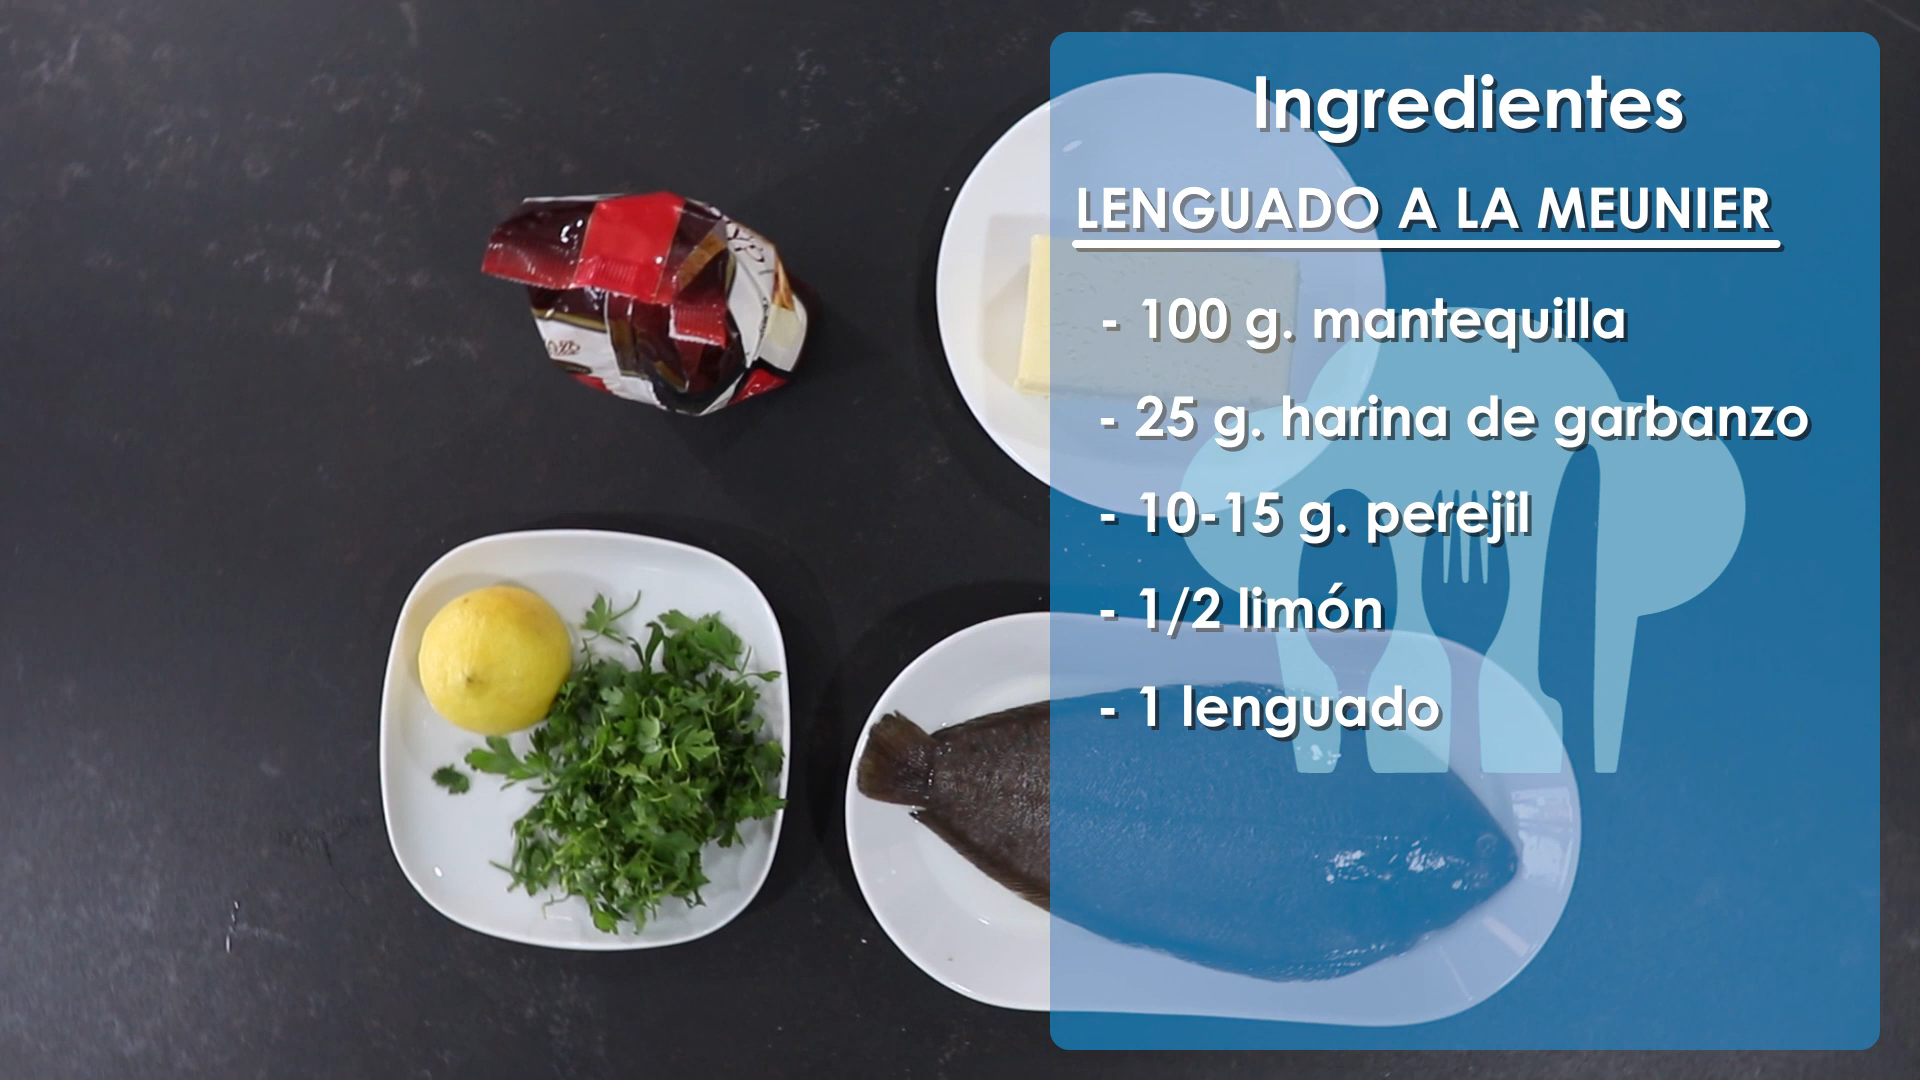 Ingredientes
LENGUADO A LA MEUNIER
- 100 g. mantequilla
- 25 g. harina de garbanzo
- 10-15 g. perejil
- 1/2 limón
- 1 lenguado